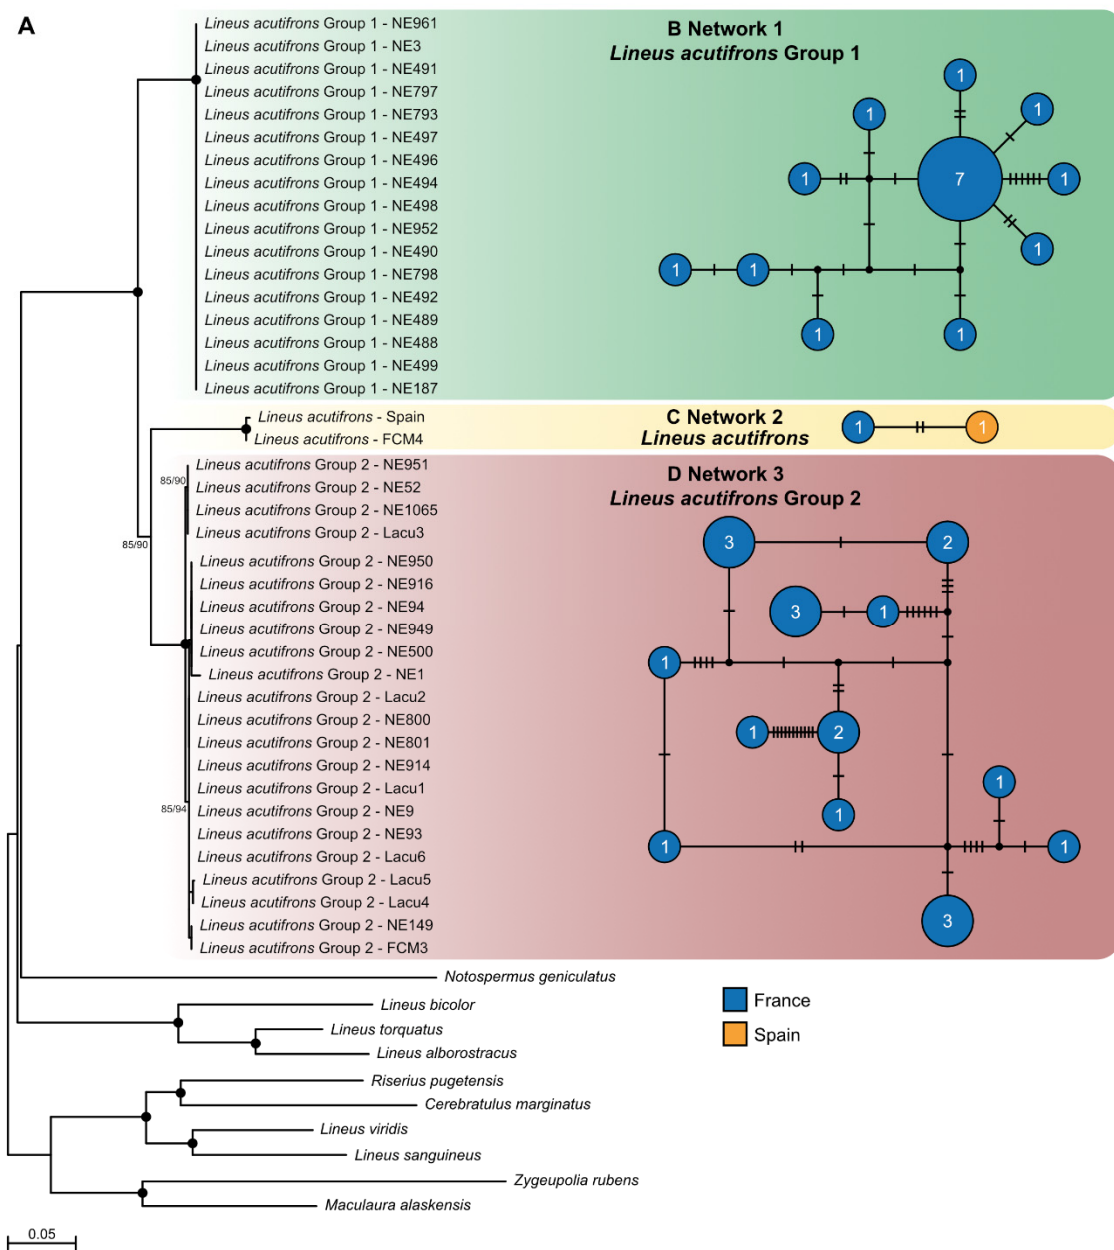 A
Lineus acutifrons Group 1 - NE961
Lineus acutifrons Group 1 - NE3
Lineus acutifrons Group 1 - NE491
Lineus acutifrons Group 1 - NE797
Lineus acutifrons Group 1 - NE793
Lineus acutifrons Group 1 - NE497
Lineus acutifrons Group 1 - NE496
Lineus acutifrons Group 1 - NE494
Lineus acutifrons Group 1 - NE498
Lineus acutifrons Group 1 - NE952
Lineus acutifrons Group 1 - NE490
Lineus acutifrons Group 1 - NE798
Lineus acutifrons Group 1 - NE492
Lineus acutifrons Group 1 - NE489
Lineus acutifrons Group 1 - NE488
Lineus acutifrons Group 1 - NE499
Lineus acutifrons Group 1 - NE187
B Network 1
Lineus acutifrons Group 1
1
1
1
1
7
1
1
1
1
1
1
Lineus acutifrons - Spain
Lineus acutifrons - FCM4
C Network 2
Lineus acutifrons
1
1
85/90
85/90
85/94
Lineus acutifrons Group 2 - NE951
Lineus acutifrons Group 2 - NE52
Lineus acutifrons Group 2 - NE1065
Lineus acutifrons Group 2 - Lacu3
Lineus acutifrons Group 2 - NE950
Lineus acutifrons Group 2 - NE916
Lineus acutifrons Group 2 - NE94
Lineus acutifrons Group 2 - NE949
Lineus acutifrons Group 2 - NE500
Lineus acutifrons Group 2 - NE1
Lineus acutifrons Group 2 - Lacu2
Lineus acutifrons Group 2 - NE800
Lineus acutifrons Group 2 - NE801
Lineus acutifrons Group 2 - NE914
Lineus acutifrons Group 2 - Lacu1
Lineus acutifrons Group 2 - NE9
Lineus acutifrons Group 2 - NE93
Lineus acutifrons Group 2 - Lacu6
Lineus acutifrons Group 2 - Lacu5
Lineus acutifrons Group 2 - Lacu4
Lineus acutifrons Group 2 - NE149
Lineus acutifrons Group 2 - FCM3
D Network 3
Lineus acutifrons Group 2
3
2
3
1
1
1
2
1
1
1
1
3
Notospermus geniculatus
Lineus bicolor
Lineus torquatus
Lineus alborostracus
Riserius pugetensis
Cerebratulus marginatus
Lineus viridis
Lineus sanguineus
Zygeupolia rubens
Maculaura alaskensis
France
Spain
0.05